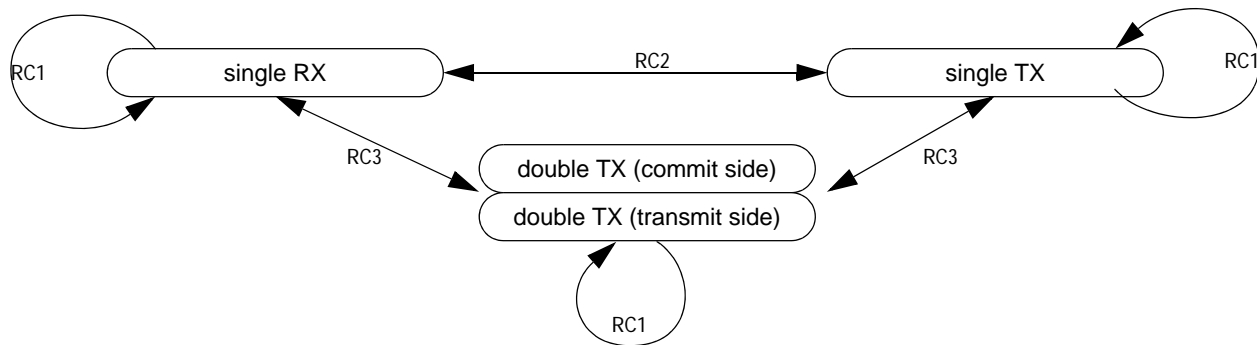 RC1
single RX
RC2
single TX
RC1
RC3
RC3
double TX (commit side)
double TX (transmit side)
RC1